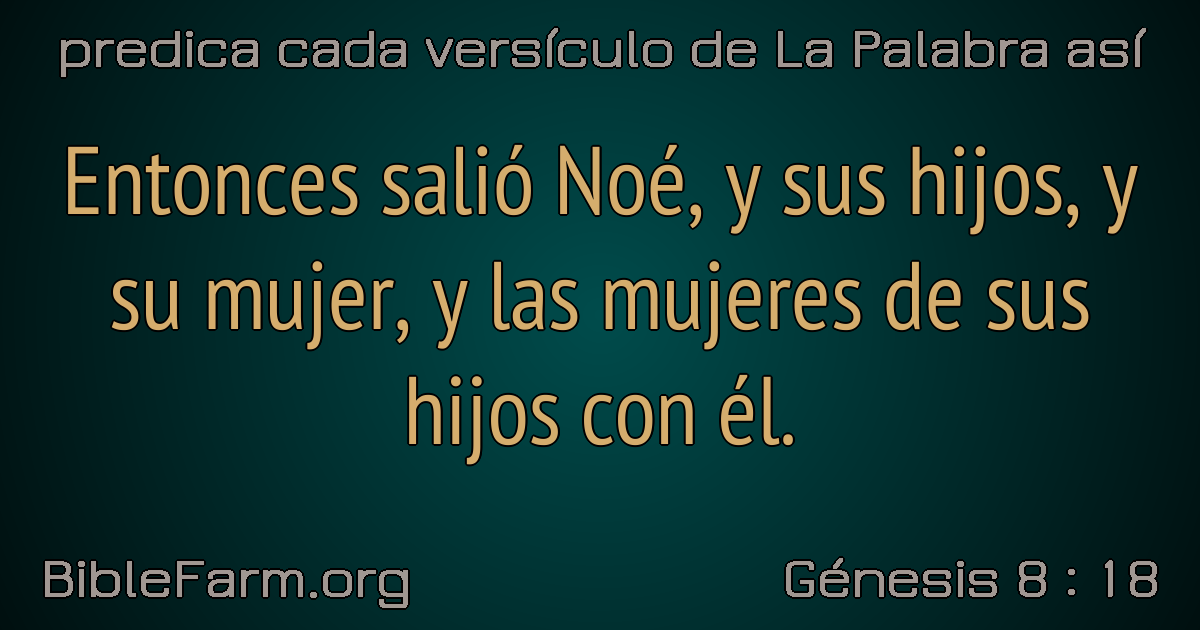 predica cada versículo de La Palabra así
Entonces salió Noé, y sus hijos, y
su mujer, y las mujeres de sus
hijos con él.
BibleFarm.org
Génesis 8 : 18